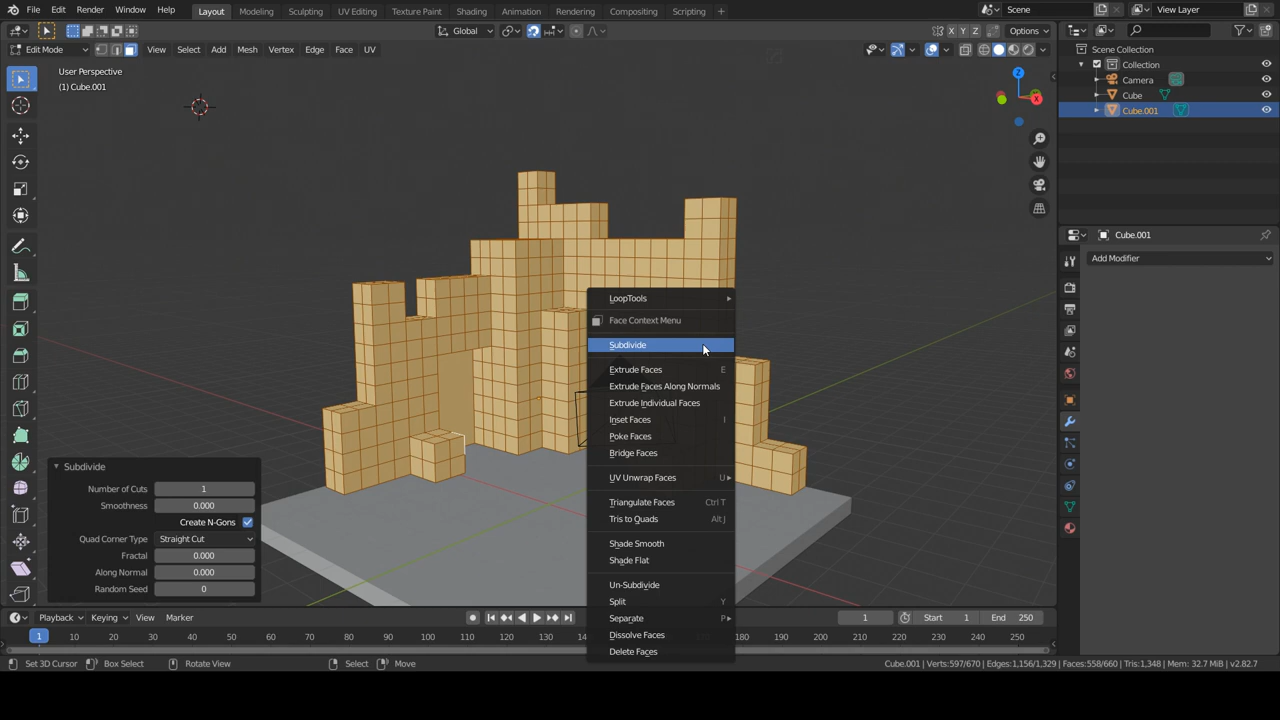 File Edit Render Window Help Layout Modeling Sculpting UV Editing Texture Paint Shading Animation Rendering Compositing Scripting + Scene View Layer
Global X Y Z Options
Edit Mode View Select Add Mesh Vertex Edge Face UV
Scene Collection
Collection
Camera
Cube
Cube.001
User Perspective
(1) Cube.001
Z
X
Cube.001
Add Modifier
LoopTools
Face Context Menu
Subdivide
Extrude Faces E
Extrude Faces Along Normals
Extrude Individual Faces
Inset Faces I
Poke Faces
Bridge Faces
UV Unwrap Faces U
Triangulate Faces Ctrl T
Tris to Quads Alt J
Shade Smooth
Shade Flat
Un-Subdivide
Split Y
Separate P
Dissolve Faces
Delete Faces
Subdivide
Number of Cuts 1
Smoothness 0.000
Create N-Gons
Quad Corner Type Straight Cut
Fractal 0.000
Along Normal 0.000
Random Seed 0
Playback Keying View Marker 1 Start 1 End 250
1 10 20 30 40 50 60 70 80 90 100 110 120 130 180 190 200 210 220 230 240 250
Set 3D Cursor Box Select Rotate View Select Move Cube.001 | Verts:597/670 | Edges:1,156/1,329 | Faces:558/660 | Tris:1,348 | Mem: 32.7 MiB | v2.82.7